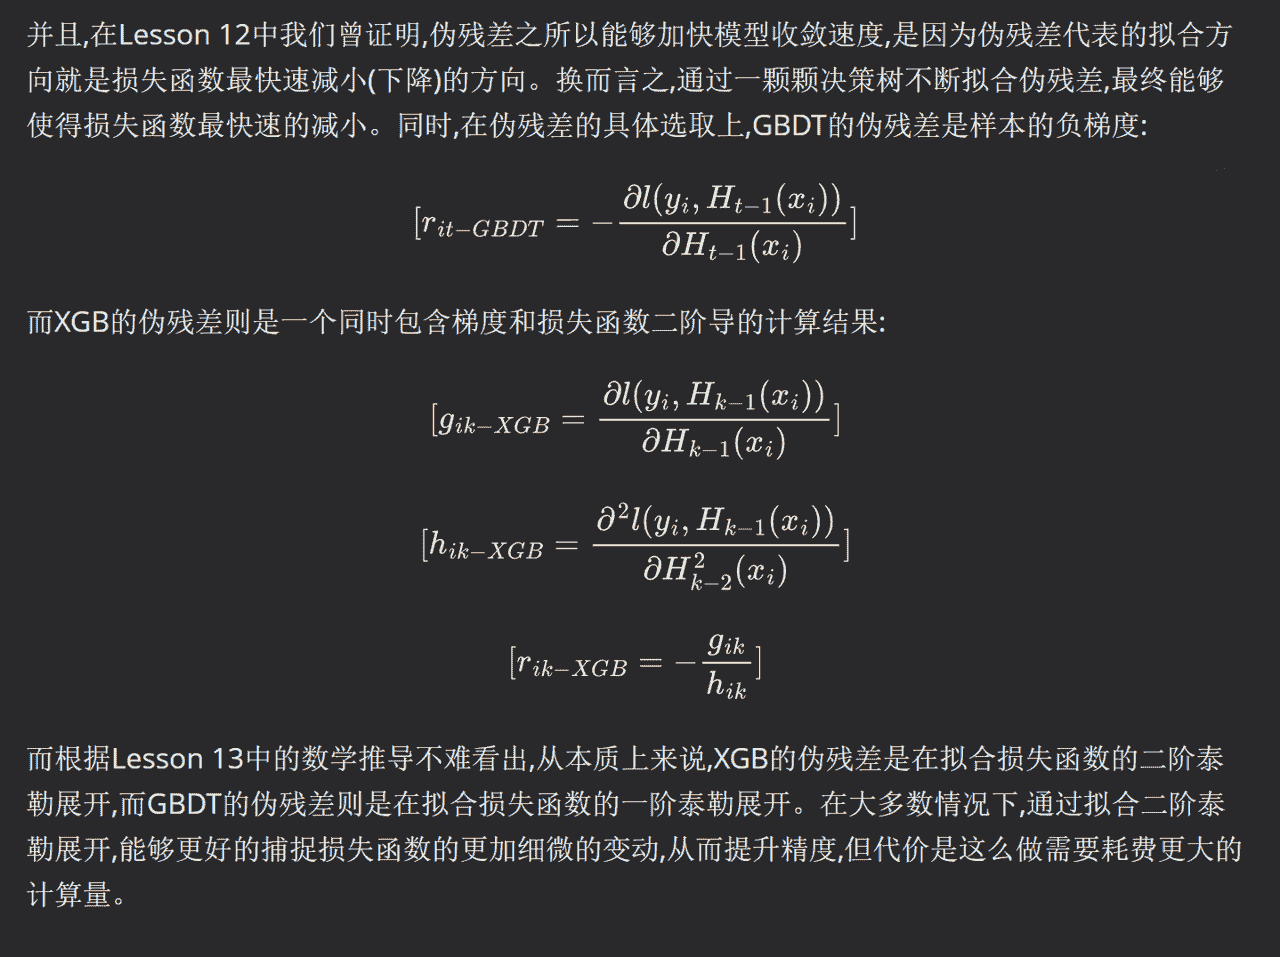 并且,在Lesson 12中我们曾证明,伪残差之所以能够加快模型收敛速度,是因为伪残差代表的拟合方
向就是损失函数最快速减小(下降)的方向。换而言之,通过一颗颗决策树不断拟合伪残差,最终能够
使得损失函数最快速的减小。同时,在伪残差的具体选取上,GBDT的伪残差是样本的负梯度:
[r_{it-GBDT} = -\frac{\partial l(y_i, H_{t-1}(x_i))}{\partial H_{t-1}(x_i)}]
而XGB的伪残差则是一个同时包含梯度和损失函数二阶导的计算结果:
[g_{ik-XGB} = \frac{\partial l(y_i, H_{k-1}(x_i))}{\partial H_{k-1}(x_i)}]
[h_{ik-XGB} = \frac{\partial^2 l(y_i, H_{k-1}(x_i))}{\partial H^2_{k-2}(x_i)}]
[r_{ik-XGB} = -\frac{g_{ik}}{h_{ik}}]
而根据Lesson 13中的数学推导不难看出,从本质上来说,XGB的伪残差是在拟合损失函数的二阶泰
勒展开,而GBDT的伪残差则是在拟合损失函数的一阶泰勒展开。在大多数情况下,通过拟合二阶泰
勒展开,能够更好的捕捉损失函数的更加细微的变动,从而提升精度,但代价是这么做需要耗费更大的
计算量。